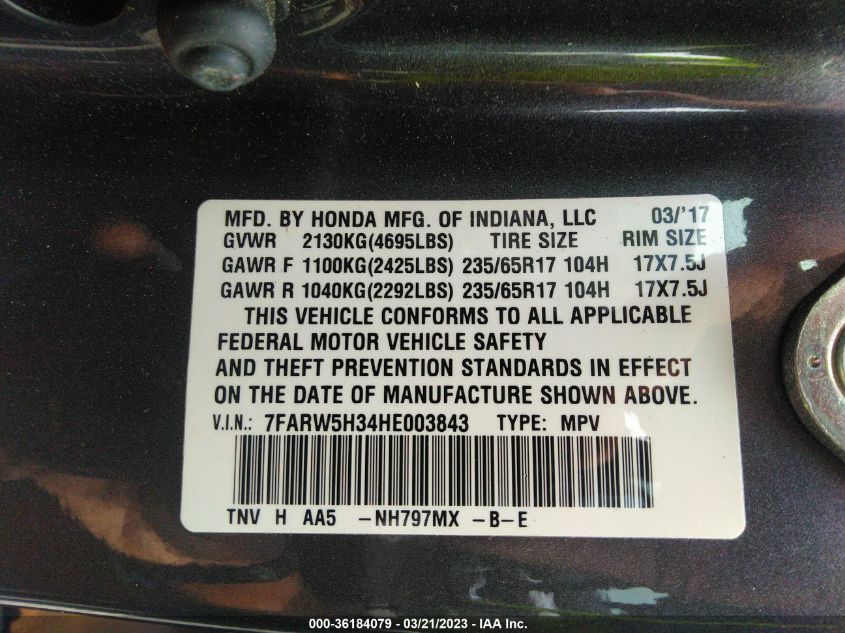 MFD. BY HONDA MFG. OF INDIANA, LLC 03/'17
GVWR 2130KG(4695LBS) TIRE SIZE RIM SIZE
GAWR F 1100KG(2425LBS) 235/65R17 104H 17X7.5J
GAWR R 1040KG(2292LBS) 235/65R17 104H 17X7.5J
THIS VEHICLE CONFORMS TO ALL APPLICABLE
FEDERAL MOTOR VEHICLE SAFETY
AND THEFT PREVENTION STANDARDS IN EFFECT
ON THE DATE OF MANUFACTURE SHOWN ABOVE.
V.I.N.: 7FARW5H34HE003843 TYPE: MPV
TNV H AA5 -NH797MX -B-E
000-36184079 - 03/21/2023 - IAA Inc.